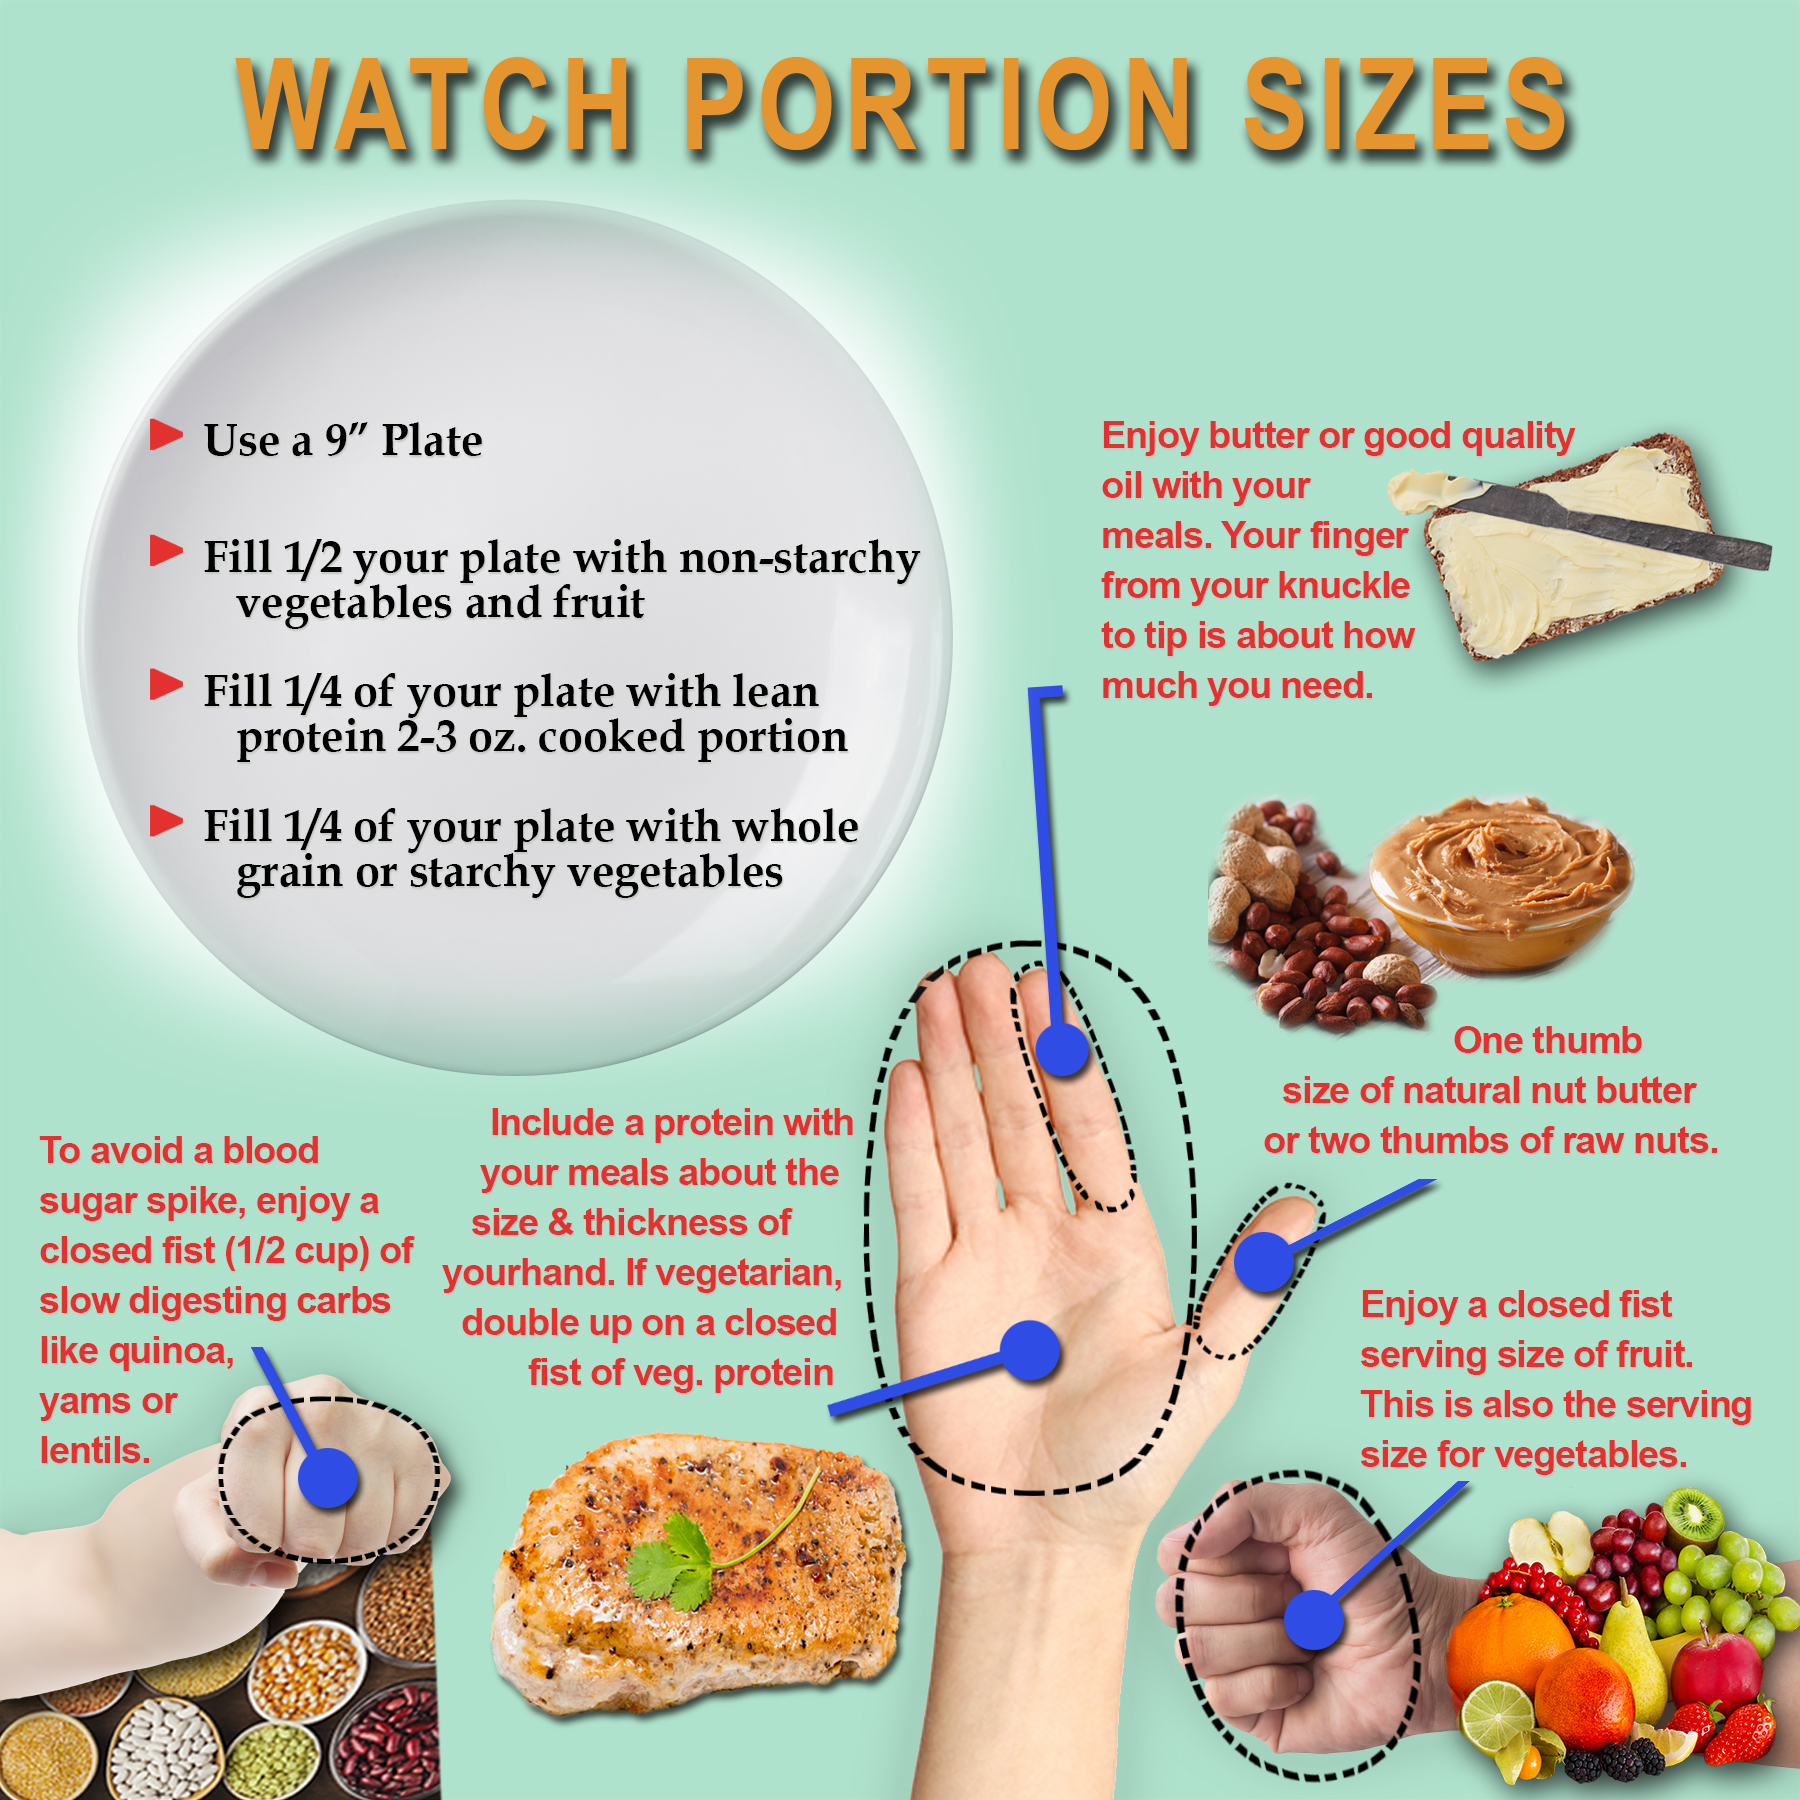 WATCH PORTION SIZES
Use a 9” Plate
Fill 1/2 your plate with non-starchy
vegetables and fruit
Fill 1/4 of your plate with lean
protein 2-3 oz. cooked portion
Fill 1/4 of your plate with whole
grain or starchy vegetables
Enjoy butter or good quality
oil with your
meals. Your finger
from your knuckle
to tip is about how
much you need.
One thumb
size of natural nut butter
or two thumbs of raw nuts.
Include a protein with
your meals about the
size & thickness of
yourhand. If vegetarian,
double up on a closed
fist of veg. protein
To avoid a blood
sugar spike, enjoy a
closed fist (1/2 cup) of
slow digesting carbs
like quinoa,
yams or
lentils.
Enjoy a closed fist
serving size of fruit.
This is also the serving
size for vegetables.